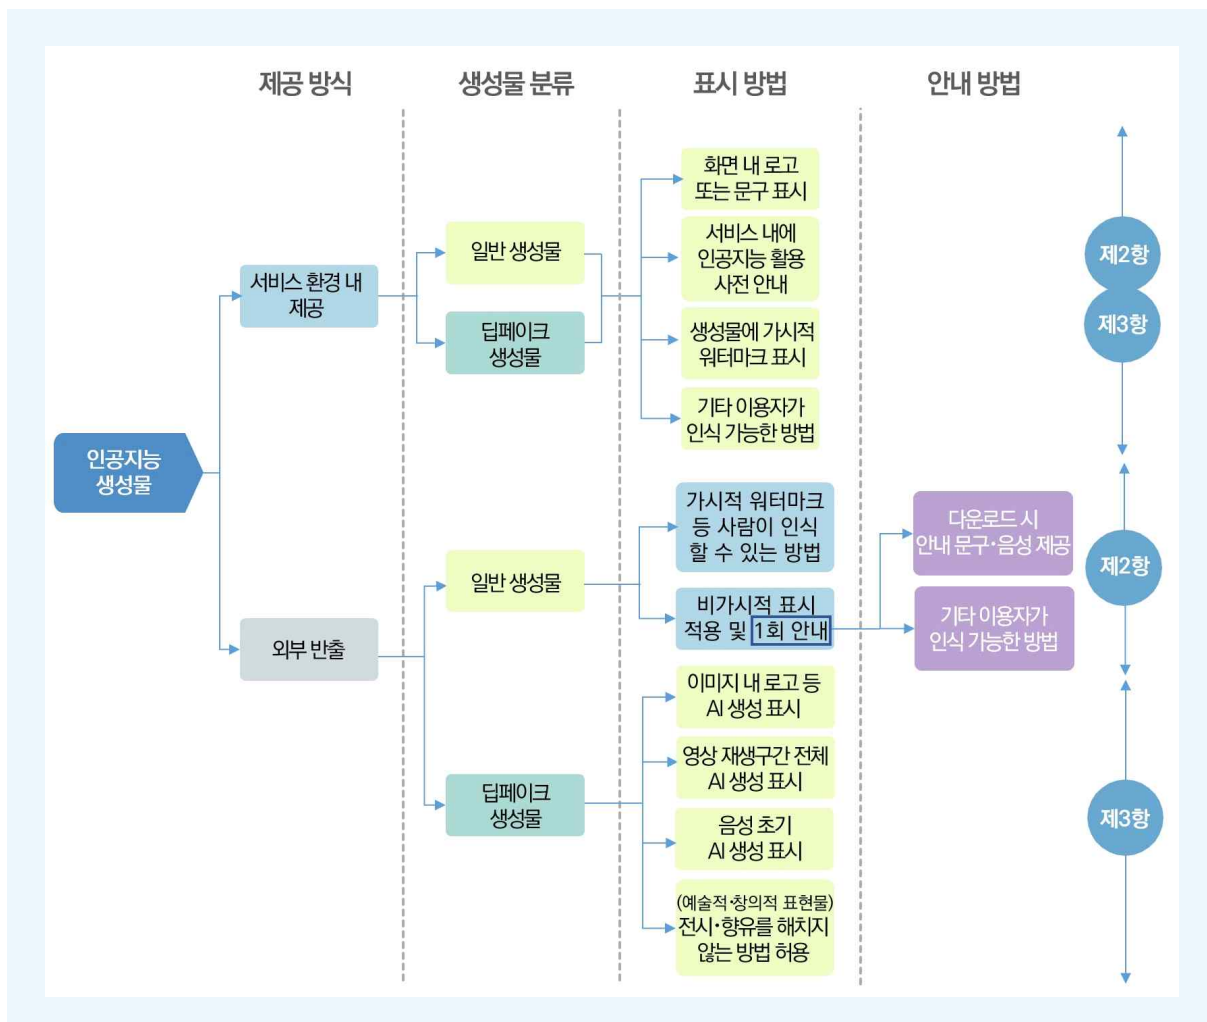 제공 방식
생성물 분류
표시 방법
안내 방법
인공지능
생성물
서비스 환경 내
제공
일반 생성물
딥페이크
생성물
화면 내 로고
또는 문구 표시
서비스 내에
인공지능 활용
사전 안내
생성물에 가시적
워터마크 표시
기타 이용자가
인식 가능한 방법
제2항
제3항
외부 반출
일반 생성물
가시적 워터마크
등 사람이 인식
할 수 있는 방법
비가시적 표시
적용 및 1회 안내
다운로드 시
안내 문구·음성 제공
기타 이용자가
인식 가능한 방법
제2항
딥페이크
생성물
이미지 내 로고 등
AI 생성 표시
영상 재생구간 전체
AI 생성 표시
음성 초기
AI 생성 표시
(예술적·창의적 표현물)
전시·향유를 해치지
않는 방법 허용
제3항